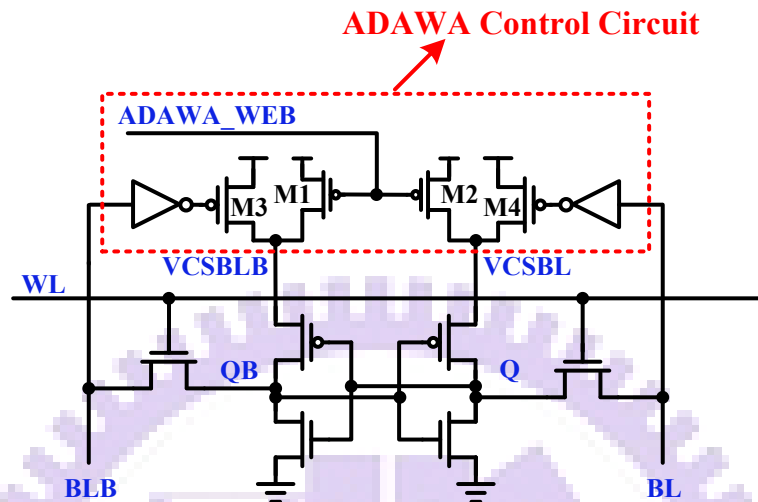 ADAWA Control Circuit
ADAWA_WEB
M3
M1
M2
M4
VCSBLB
VCSBL
WL
QB
Q
BLB
BL